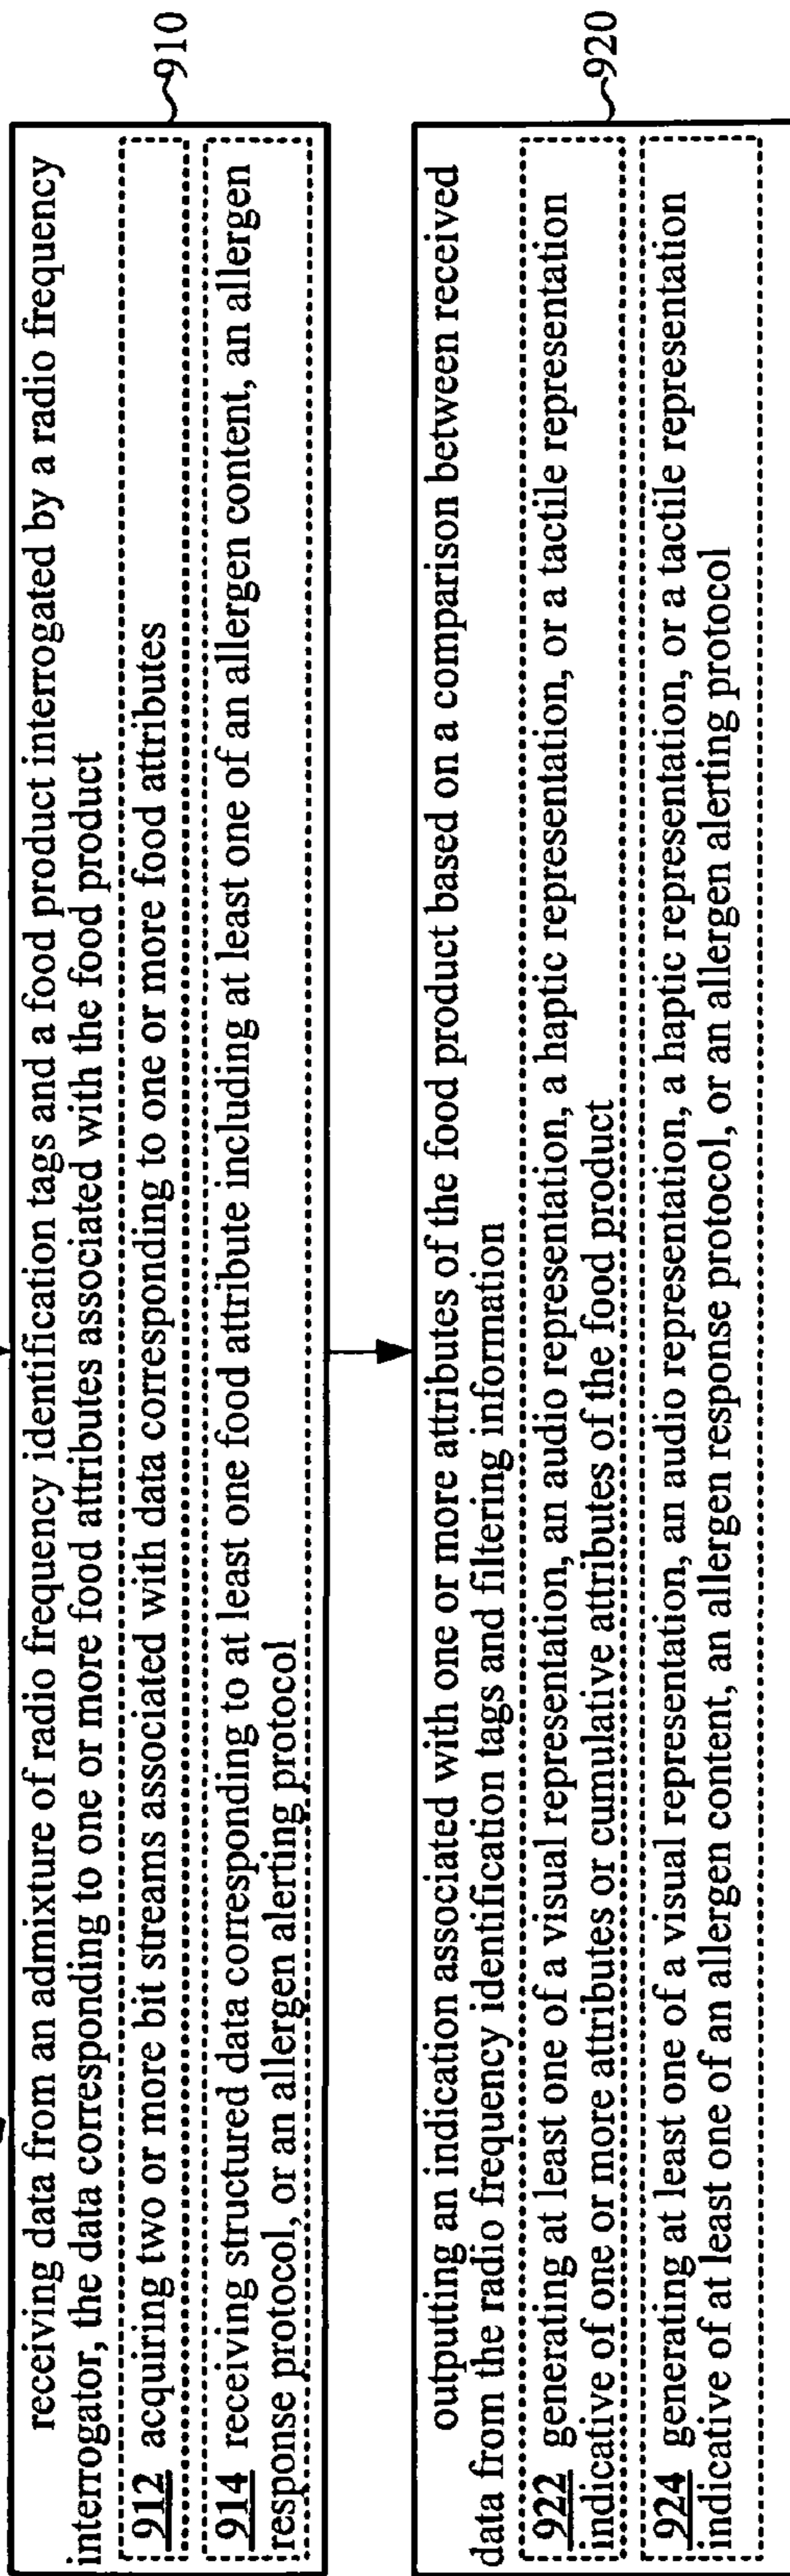 receiving data from an admixture of radio frequency identification tags and a food product interrogated by a radio frequency
interrogator, the data corresponding to one or more food attributes associated with the food product
912 acquiring two or more bit streams associated with data corresponding to one or more food attributes
914 receiving structured data corresponding to at least one food attribute including at least one of an allergen content, an allergen
response protocol, or an allergen alerting protocol
910
outputting an indication associated with one or more attributes of the food product based on a comparison between received
data from the radio frequency identification tags and filtering information
922 generating at least one of a visual representation, an audio representation, a haptic representation, or a tactile representation
indicative of one or more attributes or cumulative attributes of the food product
924 generating at least one of a visual representation, an audio representation, a haptic representation, or a tactile representation
indicative of at least one of an allergen content, an allergen response protocol, or an allergen alerting protocol
920